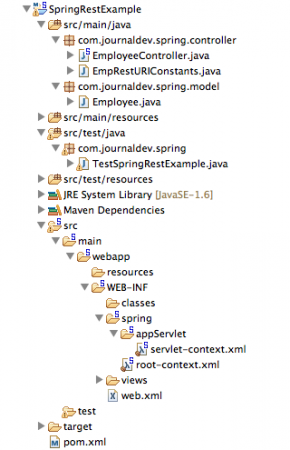 SpringRestExample
src/main/java
com.journaldev.spring.controller
EmployeeController.java
EmpRestURIConstants.java
com.journaldev.spring.model
Employee.java
src/main/resources
src/test/java
com.journaldev.spring
TestSpringRestExample.java
src/test/resources
JRE System Library [JavaSE-1.6]
Maven Dependencies
src
main
webapp
resources
WEB-INF
classes
spring
appServlet
servlet-context.xml
root-context.xml
views
web.xml
test
target
pom.xml